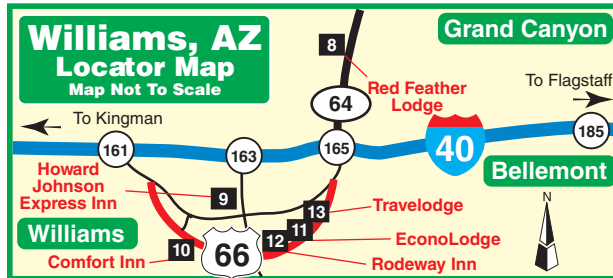 Williams, AZ
Locator Map
Map Not To Scale
Grand Canyon
8
Red Feather
Lodge
64
To Flagstaff
To Kingman
161
163
165
40
185
Howard
Johnson
Express Inn
9
Bellemont
N
13
Travelodge
Williams
11
10
66
12
EconoLodge
Comfort Inn
Rodeway Inn